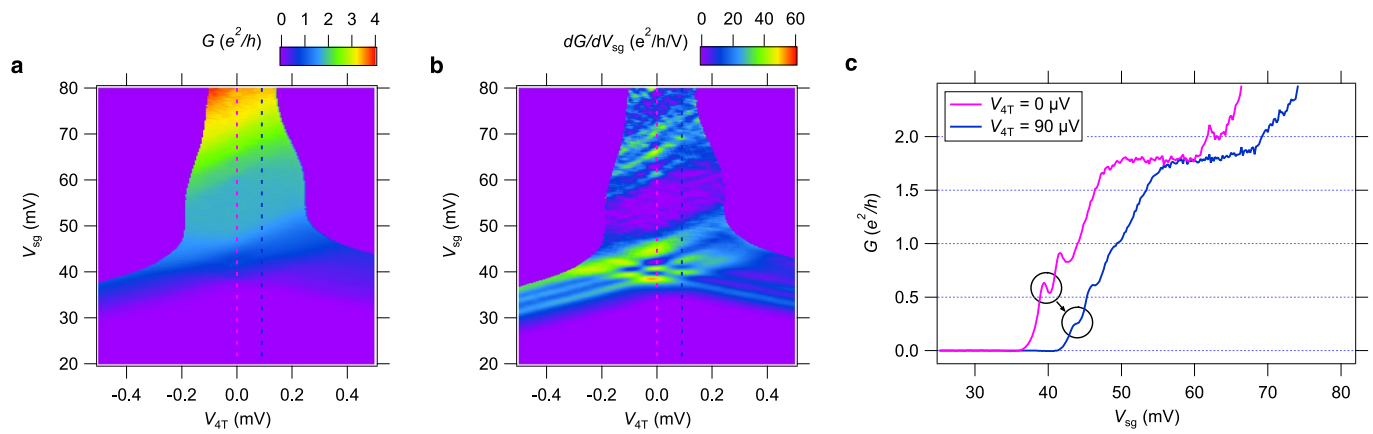 a
G (e²/h)
0 1 2 3 4
V_sg (mV)
80
70
60
50
40
30
20
-0.4 -0.2 0.0 0.2 0.4
V_4T (mV)
b
dG/dV_sg (e²/h/V)
0 20 40 60
V_sg (mV)
80
70
60
50
40
30
20
-0.4 -0.2 0.0 0.2 0.4
V_4T (mV)
c
V_4T = 0 µV
V_4T = 90 µV
G (e²/h)
2.0
1.5
1.0
0.5
0.0
30 40 50 60 70 80
V_sg (mV)